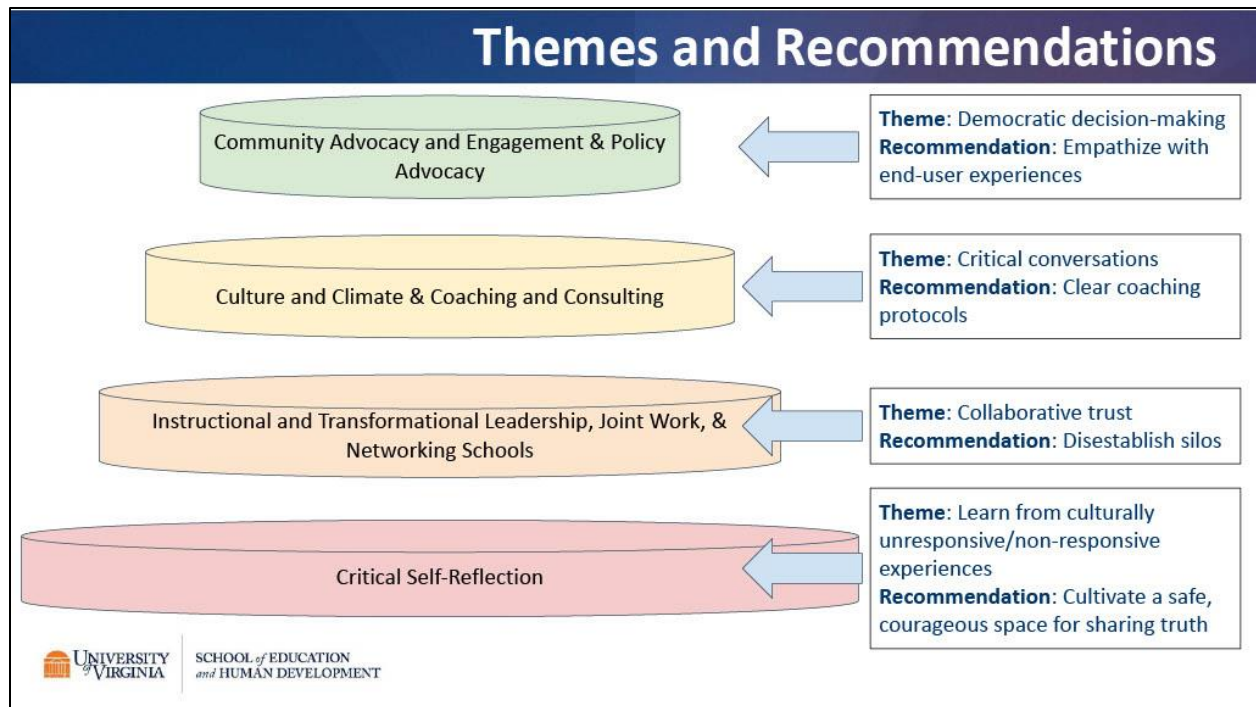 Themes and Recommendations
Community Advocacy and Engagement & Policy
Advocacy
Theme: Democratic decision-making
Recommendation: Empathize with
end-user experiences
Culture and Climate & Coaching and Consulting
Theme: Critical conversations
Recommendation: Clear coaching
protocols
Instructional and Transformational Leadership, Joint Work, &
Networking Schools
Theme: Collaborative trust
Recommendation: Disestablish silos
Critical Self-Reflection
Theme: Learn from culturally
unresponsive/non-responsive
experiences
Recommendation: Cultivate a safe,
courageous space for sharing truth
UNIVERSITY
of VIRGINIA
SCHOOL of EDUCATION
and HUMAN DEVELOPMENT